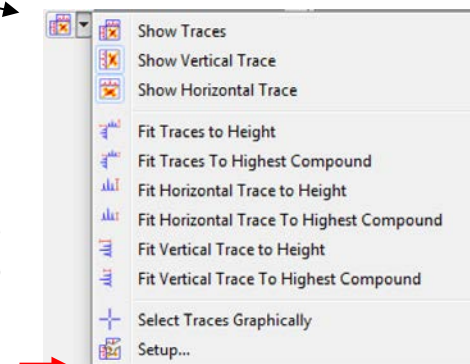 Show Traces
Show Vertical Trace
Show Horizontal Trace
Fit Traces to Height
Fit Traces To Highest Compound
Fit Horizontal Trace to Height
Fit Horizontal Trace To Highest Compound
Fit Vertical Trace to Height
Fit Vertical Trace To Highest Compound
Select Traces Graphically
Setup...